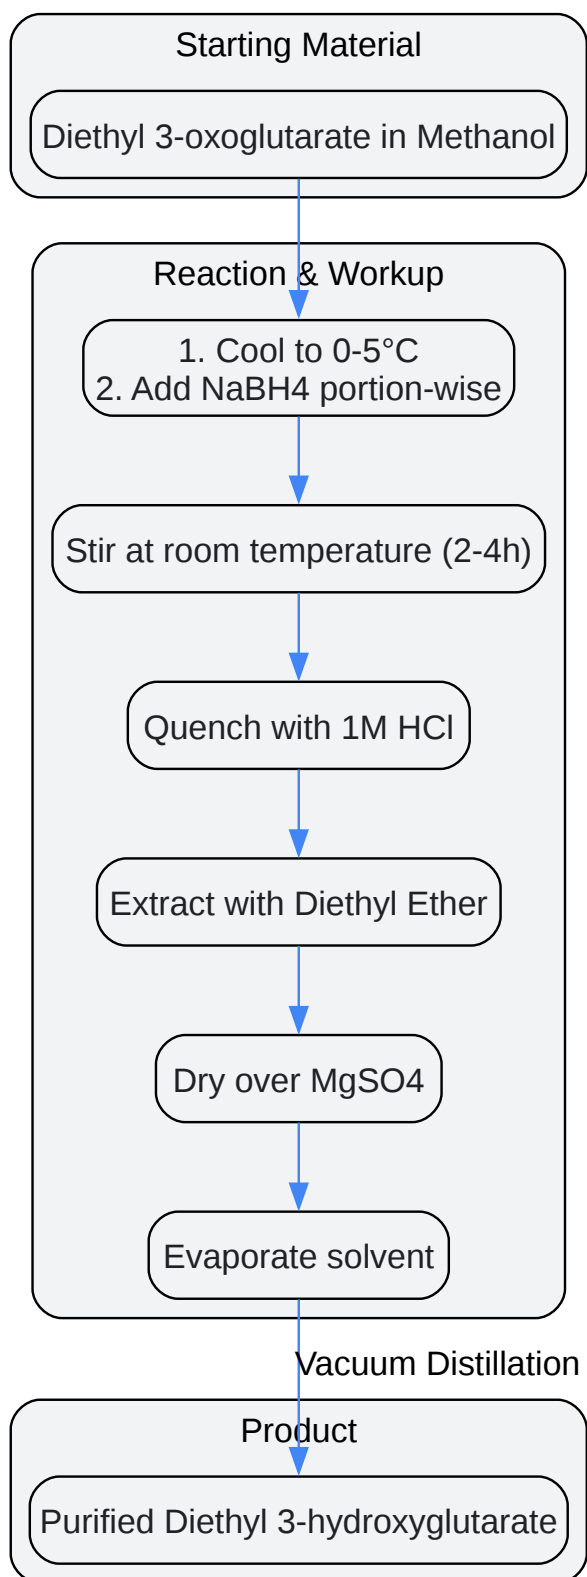 Starting Material
Diethyl 3-oxoglutarate in Methanol
Reaction & Workup
1. Cool to 0-5°C
2. Add NaBH4 portion-wise
Stir at room temperature (2-4h)
Quench with 1M HCl
Extract with Diethyl Ether
Dry over MgSO4
Evaporate solvent
Vacuum Distillation
Product
Purified Diethyl 3-hydroxyglutarate